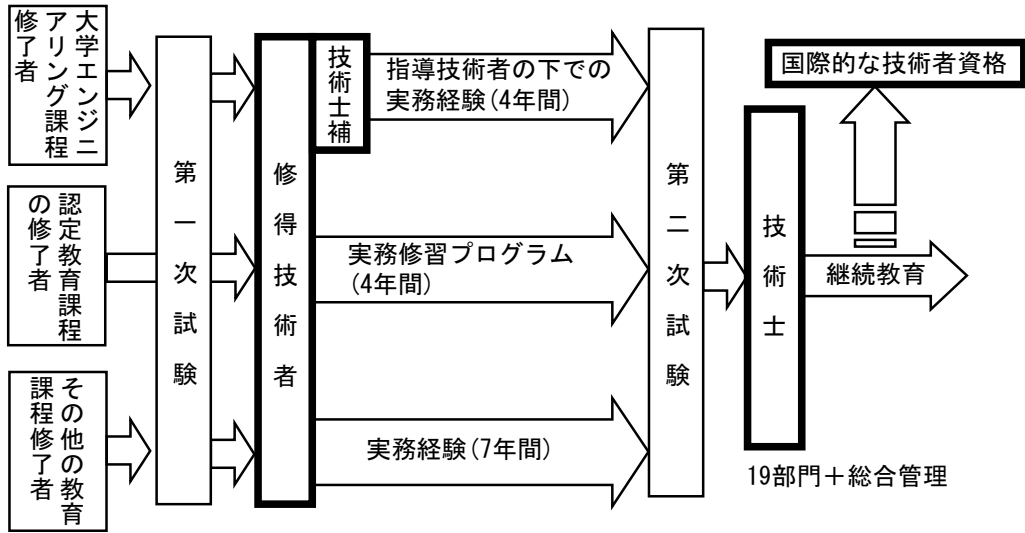 大学エンジニ
アリング課程
修了者
認定教育課程
の修了者
その他の教育
課程修了者
第一次試験
修得技術者
技術士補
指導技術者の下での
実務経験(4年間)
実務修習プログラム
(4年間)
実務経験(7年間)
第二次試験
技術士
国際的な技術者資格
継続教育
19部門＋総合管理